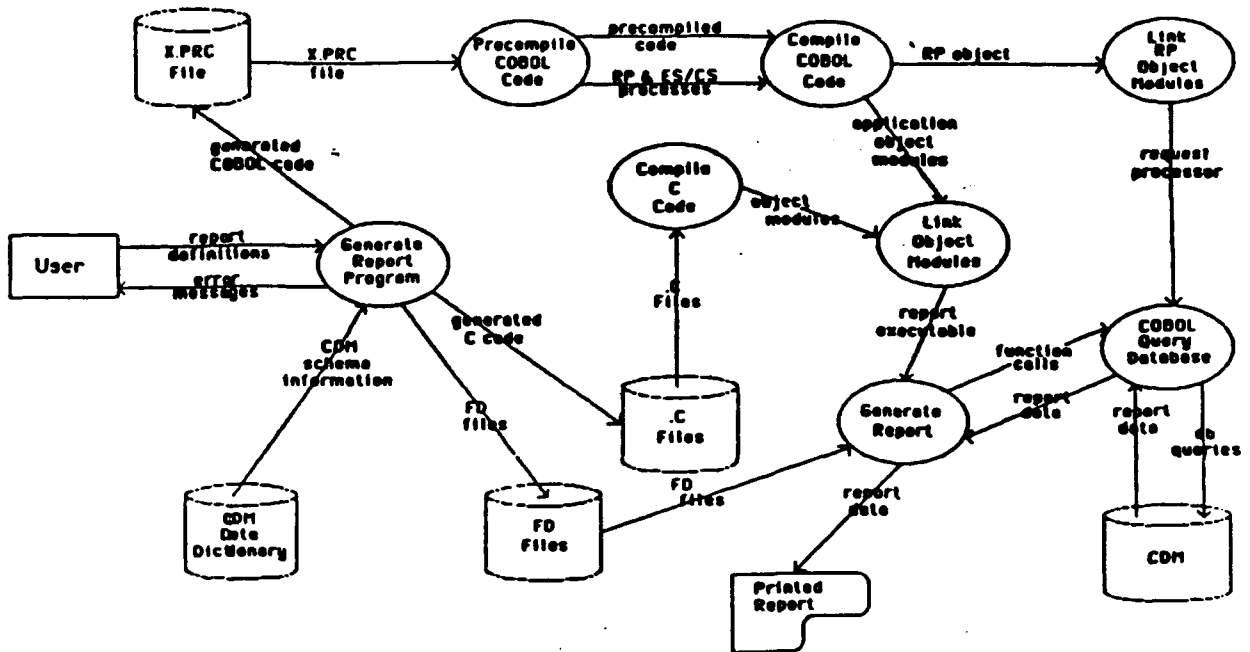 X.PRC
File
X.PRC
file
Precompile
COBOL
Code
precompiled
code
RP & ES/CS
processes
Compile
COBOL
Code
RP object
Link
RP
Object
Modules
generated
COBOL code
application
object
modules
request
processor
Compile
C
Code
object
modules
Link
Object
Modules
User
report
definitions
error
messages
Generate
Report
Program
.C
Files
generated
C code
report
executable
COBOL
Query
Database
function
calls
CDM
schema
information
FD
files
.C
Files
Generate
Report
report
data
report
data
db
queries
FD
files
report
data
CDM
Data
Dictionary
FD
Files
CDM
Printed
Report